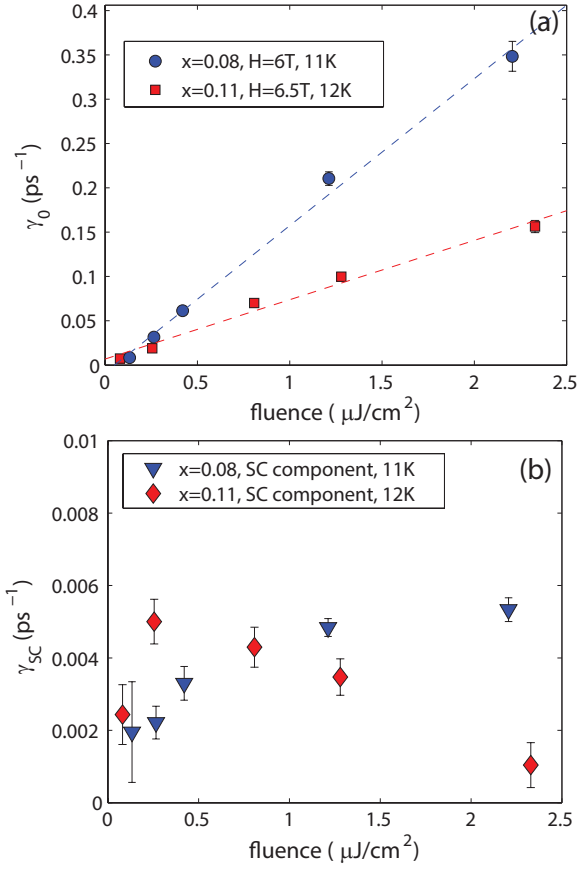 (a)
x=0.08, H=6T, 11K
x=0.11, H=6.5T, 12K
γ₀ (ps⁻¹)
0.4
0.35
0.3
0.25
0.2
0.15
0.1
0.05
0
0.5
1
1.5
2
2.5
fluence ( μJ/cm²)
(b)
x=0.08, SC component, 11K
x=0.11, SC component, 12K
γSC (ps⁻¹)
0.01
0.008
0.006
0.004
0.002
0
0
0.5
1
1.5
2
2.5
fluence ( μJ/cm²)